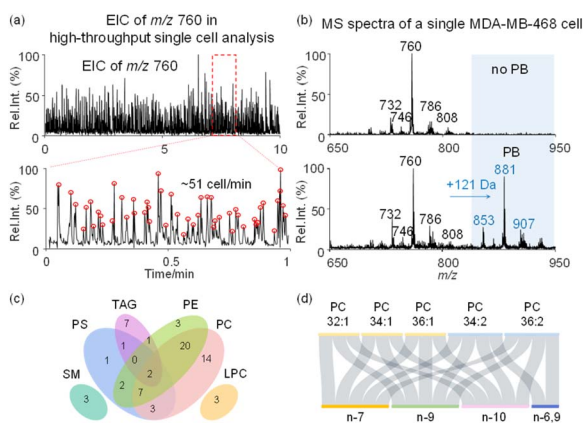 (a)
EIC of m/z 760 in
high-throughput single cell analysis
EIC of m/z 760
Rel.Int. (%)
100
50
0
0 5 10
~51 cell/min
Rel.Int. (%)
100
50
0
0 Time/min 1
(b)
MS spectra of a single MDA-MB-468 cell
no PB
760
732
746
786
808
Rel.Int. (%)
100
50
0
650 950
PB
881
+121 Da
760
853
907
732
746
786
808
Rel.Int. (%)
100
50
0
650 m/z 950
(c)
TAG PE
PS PC
SM LPC
7 3
1 1 20
1 0 14
2 2
7
3 3 3
(d)
PC PC PC PC PC
32:1 34:1 36:1 34:2 36:2
n-7 n-9 n-10 n-6,9